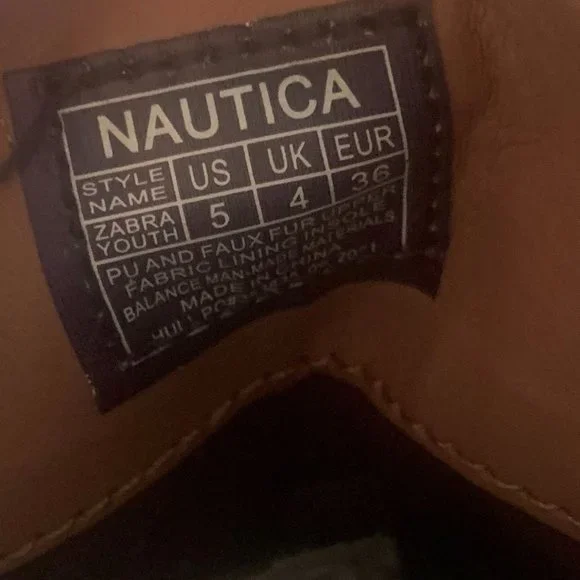 NAUTICA
STYLE NAME US UK EUR
ZABRA YOUTH 5 4 36
PU AND FAUX FUR UPPER
FABRIC LINING INSOLE
BALANCE MAN-MADE MATERIALS
MADE IN CHINA